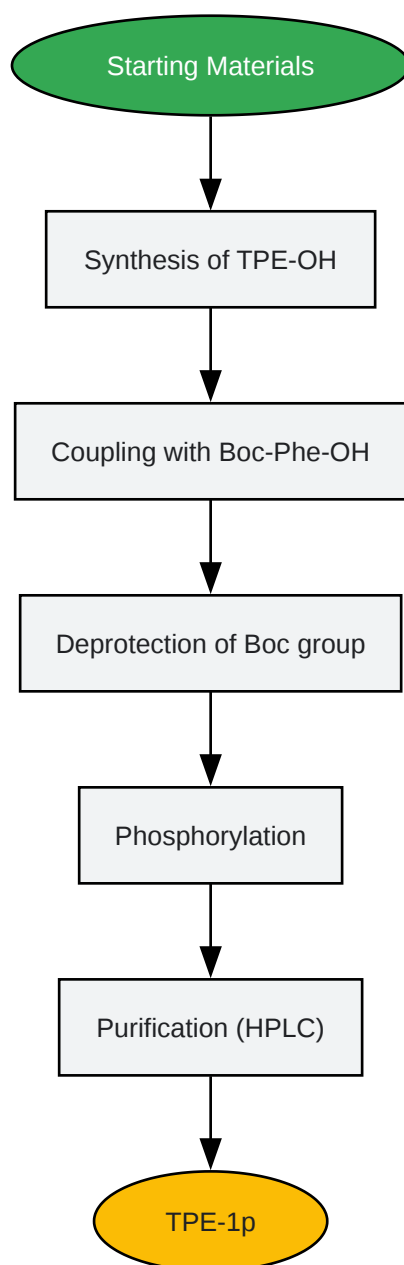 Starting Materials
Synthesis of TPE-OH
Coupling with Boc-Phe-OH
Deprotection of Boc group
Phosphorylation
Purification (HPLC)
TPE-1p